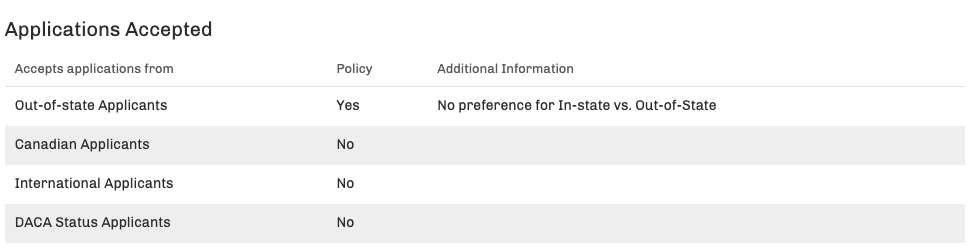 Applications Accepted
Accepts applications from Policy Additional Information
Out-of-state Applicants Yes No preference for In-state vs. Out-of-State
Canadian Applicants No
International Applicants No
DACA Status Applicants No